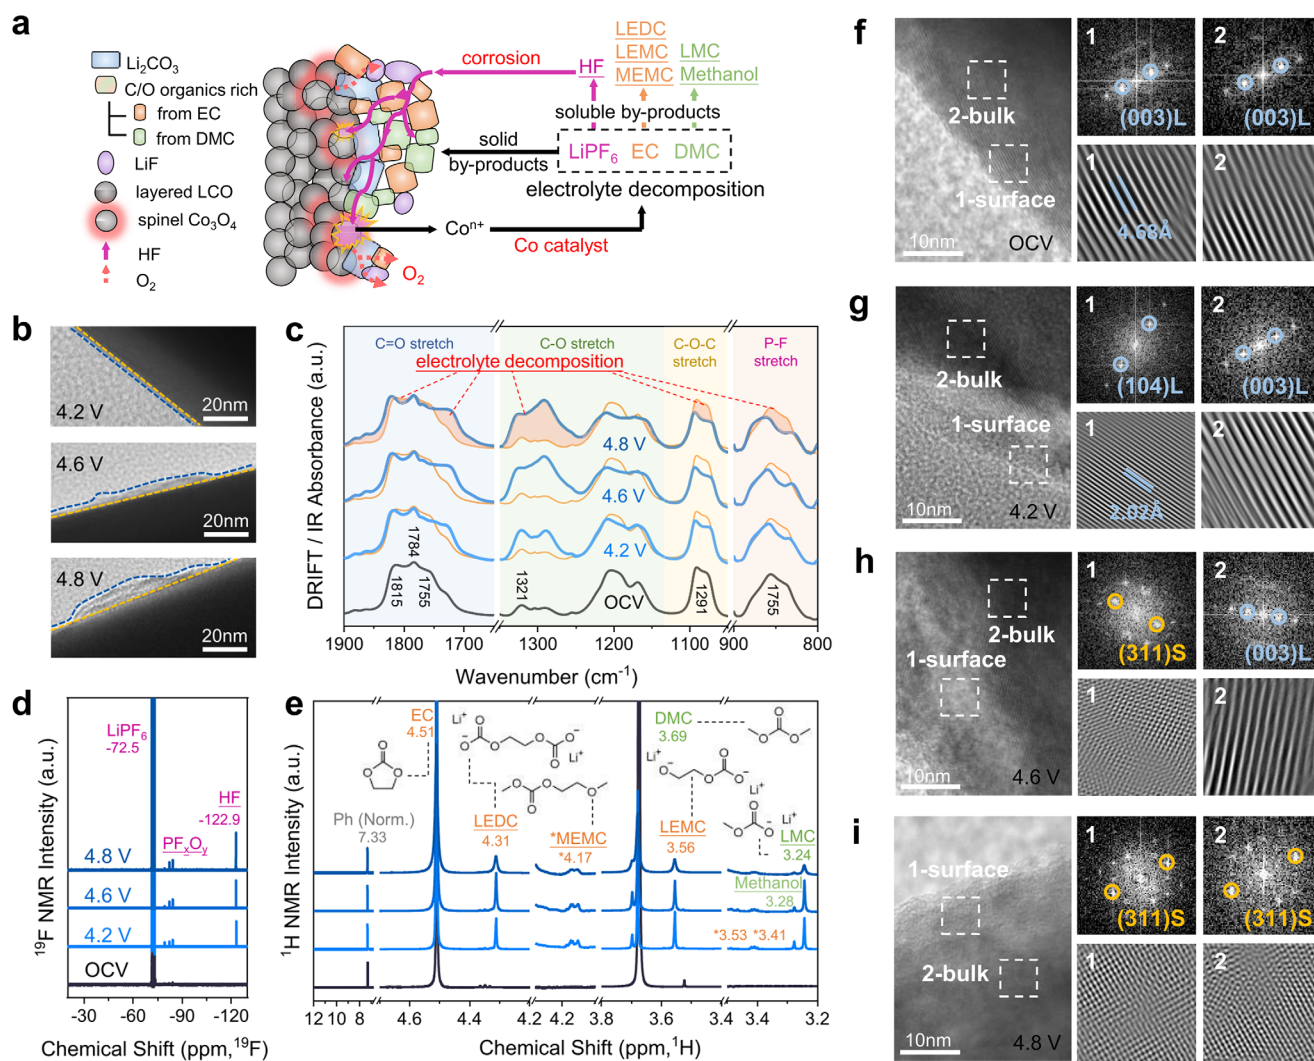 a
Li2CO3
C/O organics rich
from EC
from DMC
LiF
layered LCO
spinel Co3O4
HF
O2
corrosion
HF
LEDC
LEMC
MEMC
LMC
Methanol
soluble by-products
LiPF6 EC DMC
solid
by-products
electrolyte decomposition
Coⁿ⁺
Co catalyst
O2
b
4.2 V
20nm
4.6 V
20nm
4.8 V
20nm
c
DRIFT / IR Absorbance (a.u.)
C=O stretch
C-O stretch
C-O-C
stretch
P-F
stretch
electrolyte decomposition
4.8 V
4.6 V
4.2 V
OCV
1815
1784
1755
1321
1291
1755
1900 1800 1700 1300 1200 1100 900 800
Wavenumber (cm⁻¹)
d
¹⁹F NMR Intensity (a.u.)
LiPF6
-72.5
HF
-122.9
PFxOy
4.8 V
4.6 V
4.2 V
OCV
-30 -60 -90 -120
Chemical Shift (ppm,¹⁹F)
e
¹H NMR Intensity (a.u.)
EC
4.51
Ph (Norm.)
7.33
Li⁺
Li⁺
LEDC
4.31
*MEMC
*4.17
DMC
3.69
Li⁺
Li⁺
LEMC
3.56
Li⁺
LMC
3.24
Methanol
3.28
*3.53 *3.41
12 10 8 4.6 4.4 4.2 4.2 4.0 3.8 3.8 3.6 3.4 3.4 3.2
Chemical Shift (ppm,¹H)
f
2-bulk
1-surface
10nm
OCV
1
(003)L
2
(003)L
1
4.68Å
2
g
2-bulk
1-surface
10nm
4.2 V
1
(104)L
2
(003)L
1
2.02Å
2
h
2-bulk
1-surface
10nm
4.6 V
1
(311)S
2
(003)L
1
2
i
1-surface
2-bulk
10nm
4.8 V
1
(311)S
2
(311)S
1
2